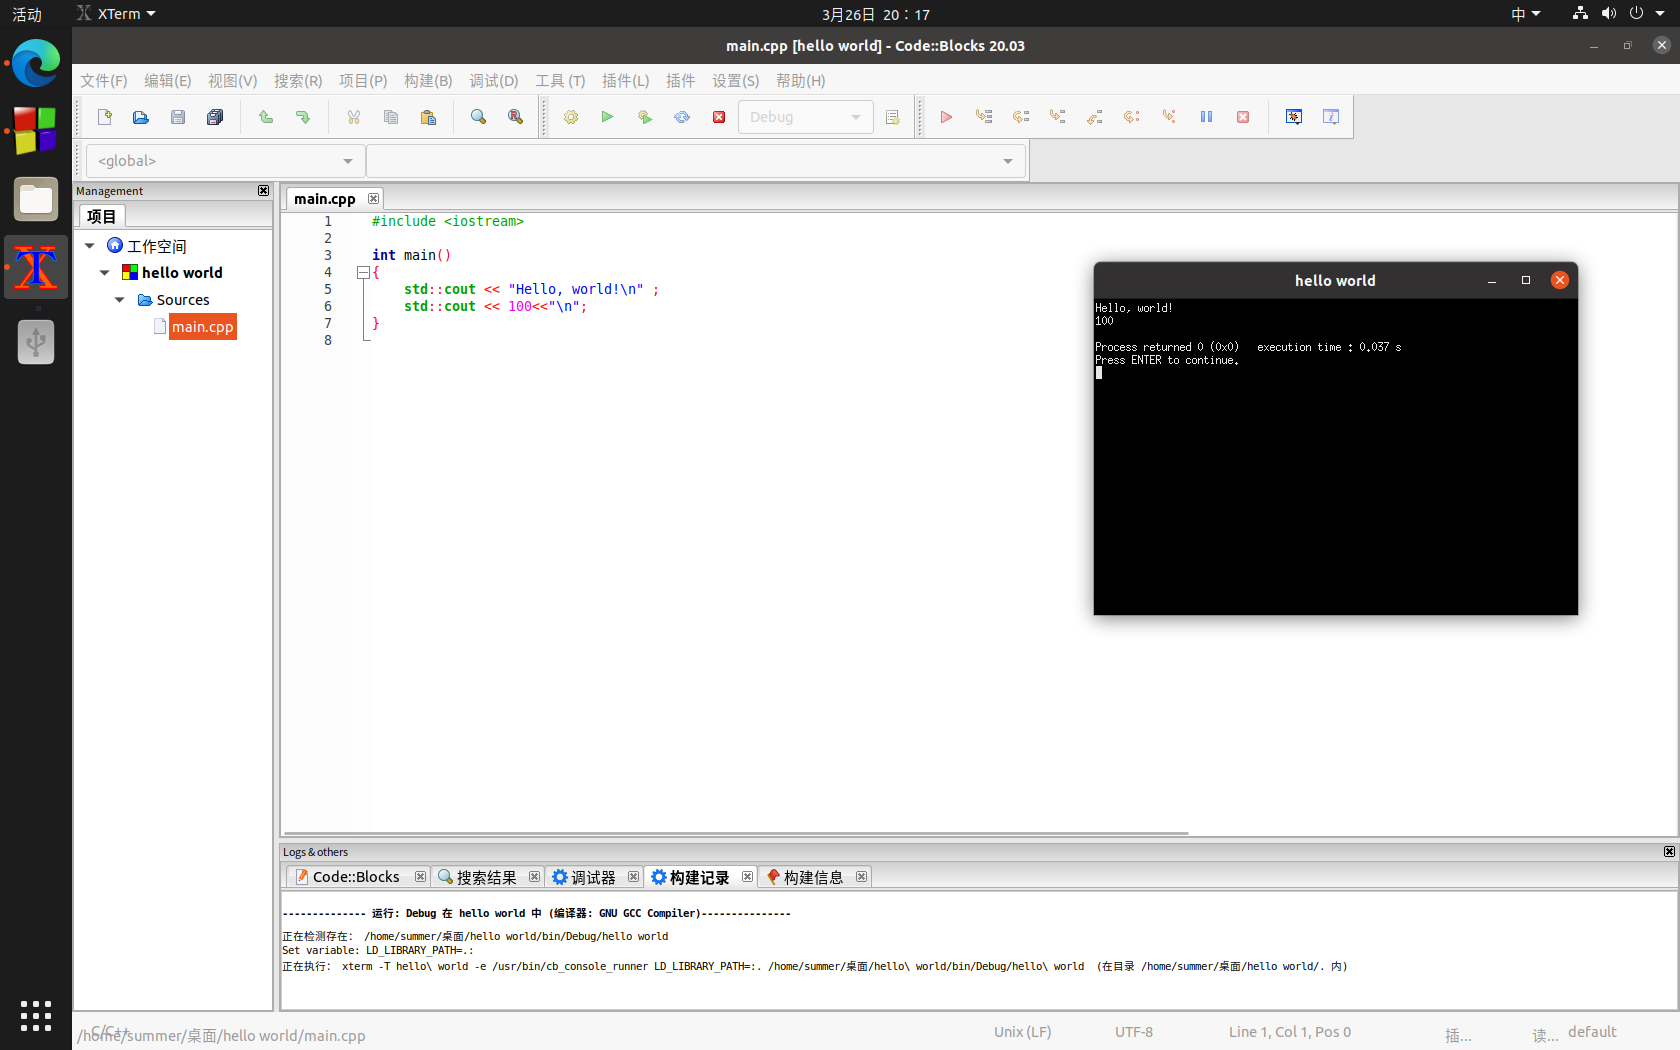 活动 XTerm 3月26日 20：17 中
main.cpp [hello world] - Code::Blocks 20.03
文件(F) 编辑(E) 视图(V) 搜索(R) 项目(P) 构建(B) 调试(D) 工具 (T) 插件(L) 插件 设置(S) 帮助(H)
Debug
<global>
Management
项目
工作空间
hello world
Sources
main.cpp
main.cpp
1 #include <iostream>
2
3 int main()
4 {
5 std::cout << "Hello, world!\n" ;
6 std::cout << 100<<"\n";
7 }
8
hello world
Hello, world!
100
Process returned 0 (0x0) execution time : 0.037 s
Press ENTER to continue.
Logs & others
Code::Blocks 搜索结果 调试器 构建记录 构建信息
-------------- 运行: Debug 在 hello world 中 (编译器: GNU GCC Compiler)---------------
正在检测存在: /home/summer/桌面/hello world/bin/Debug/hello world
Set variable: LD_LIBRARY_PATH=.:
正在执行: xterm -T hello\ world -e /usr/bin/cb_console_runner LD_LIBRARY_PATH=:. /home/summer/桌面/hello\ world/bin/Debug/hello\ world (在目录 /home/summer/桌面/hello world/. 内)
C/C++
/home/summer/桌面/hello world/main.cpp
Unix (LF) UTF-8 Line 1, Col 1, Pos 0 插... 读... default